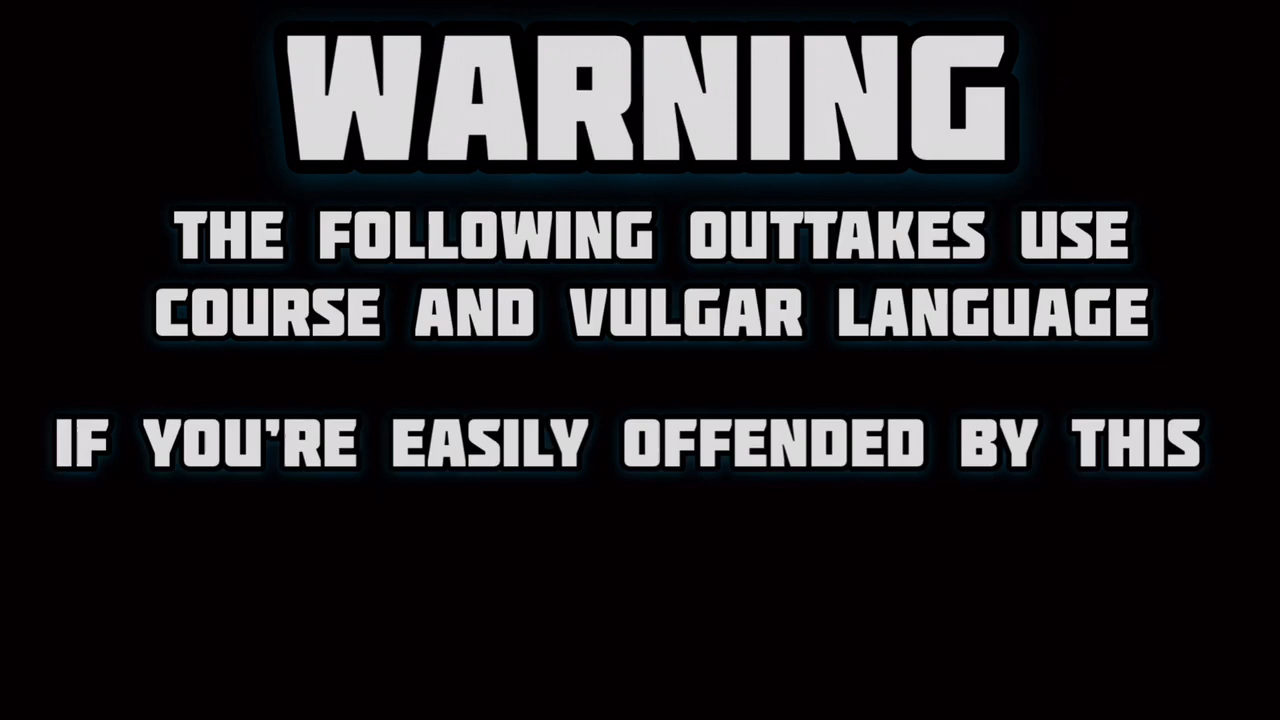 WARNING
THE FOLLOWING OUTTAKES USE
COURSE AND VULGAR LANGUAGE
IF YOU'RE EASILY OFFENDED BY THIS